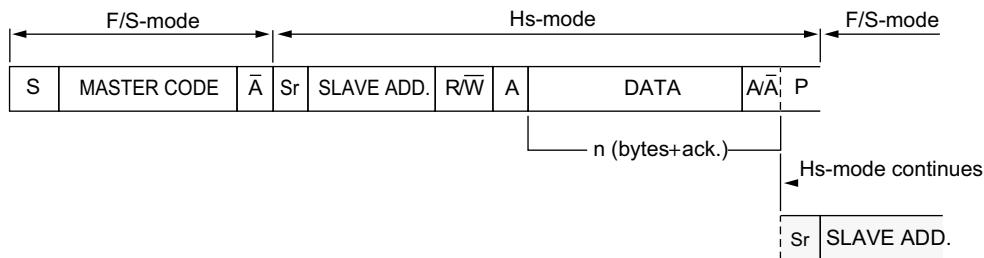 F/S-mode Hs-mode F/S-mode
S MASTER CODE A̅ Sr SLAVE ADD. R/W̅ A DATA A/A̅ P
n (bytes+ack.)
Hs-mode continues
Sr SLAVE ADD.